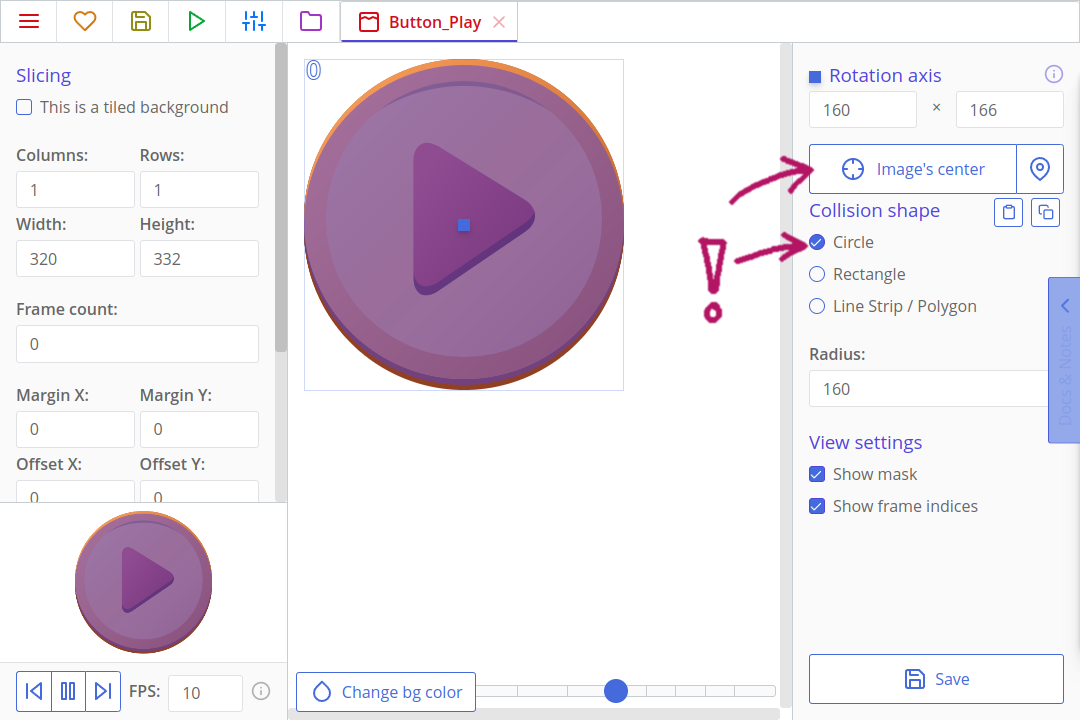 Button_Play
Slicing
This is a tiled background
Columns: Rows:
1 1
Width: Height:
320 332
Frame count:
0
Margin X: Margin Y:
0 0
Offset X: Offset Y:
0 0
FPS: 10
0
Change bg color
!
Rotation axis
160 × 166
Image's center
Collision shape
Circle
Rectangle
Line Strip / Polygon
Radius:
160
View settings
Show mask
Show frame indices
Docs & Notes
Save